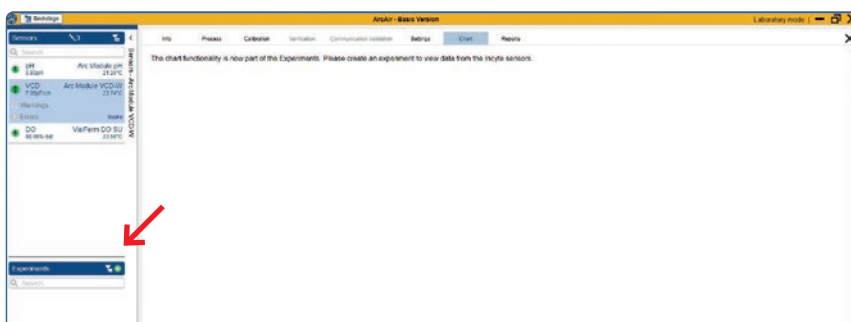 Backstage
ArcAir - Basic Version
Laboratory mode
Sensors
Search
pH Arc Module pH
VCD Arc Module VCD-W
Warnings
Errors
DO VisiFerm DO SU
Sensors - Arc Module VCD-W
Info Process Calibration Verification Communication validation Settings Chart Reports
The chart functionality is now part of the Experiments. Please create an experiment to view data from the Incyte sensors.
Experiments
Search